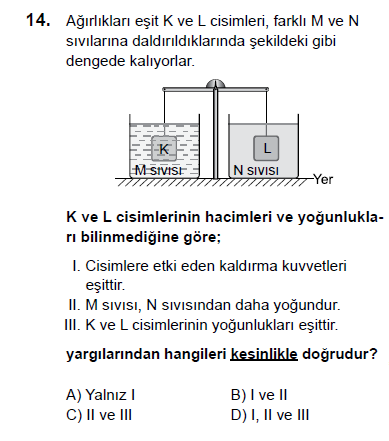 14. Ağırlıkları eşit K ve L cisimleri, farklı M ve N
sıvılarına daldırıldıklarında şekildeki gibi
dengede kalıyorlar.
K
L
M sıvısı
N sıvısı
Yer
K ve L cisimlerinin hacimleri ve yoğunlukla-
rı bilinmediğine göre;
I. Cisimlere etki eden kaldırma kuvvetleri
eşittir.
II. M sıvısı, N sıvısından daha yoğundur.
III. K ve L cisimlerinin yoğunlukları eşittir.
yargılarından hangileri kesinlikle doğrudur?
A) Yalnız I
B) I ve II
C) II ve III
D) I, II ve III